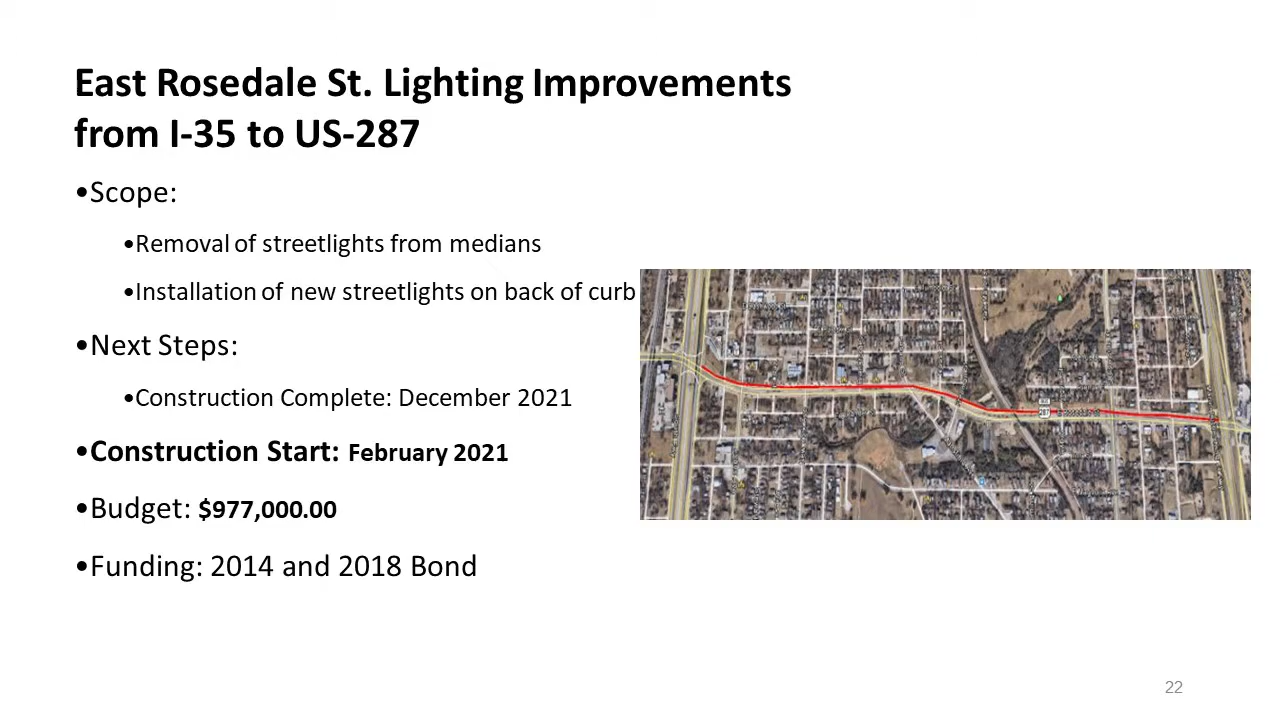 East Rosedale St. Lighting Improvements
from I-35 to US-287
•Scope:
•Removal of streetlights from medians
•Installation of new streetlights on back of curb
•Next Steps:
•Construction Complete: December 2021
•Construction Start: February 2021
•Budget: $977,000.00
•Funding: 2014 and 2018 Bond
287
22